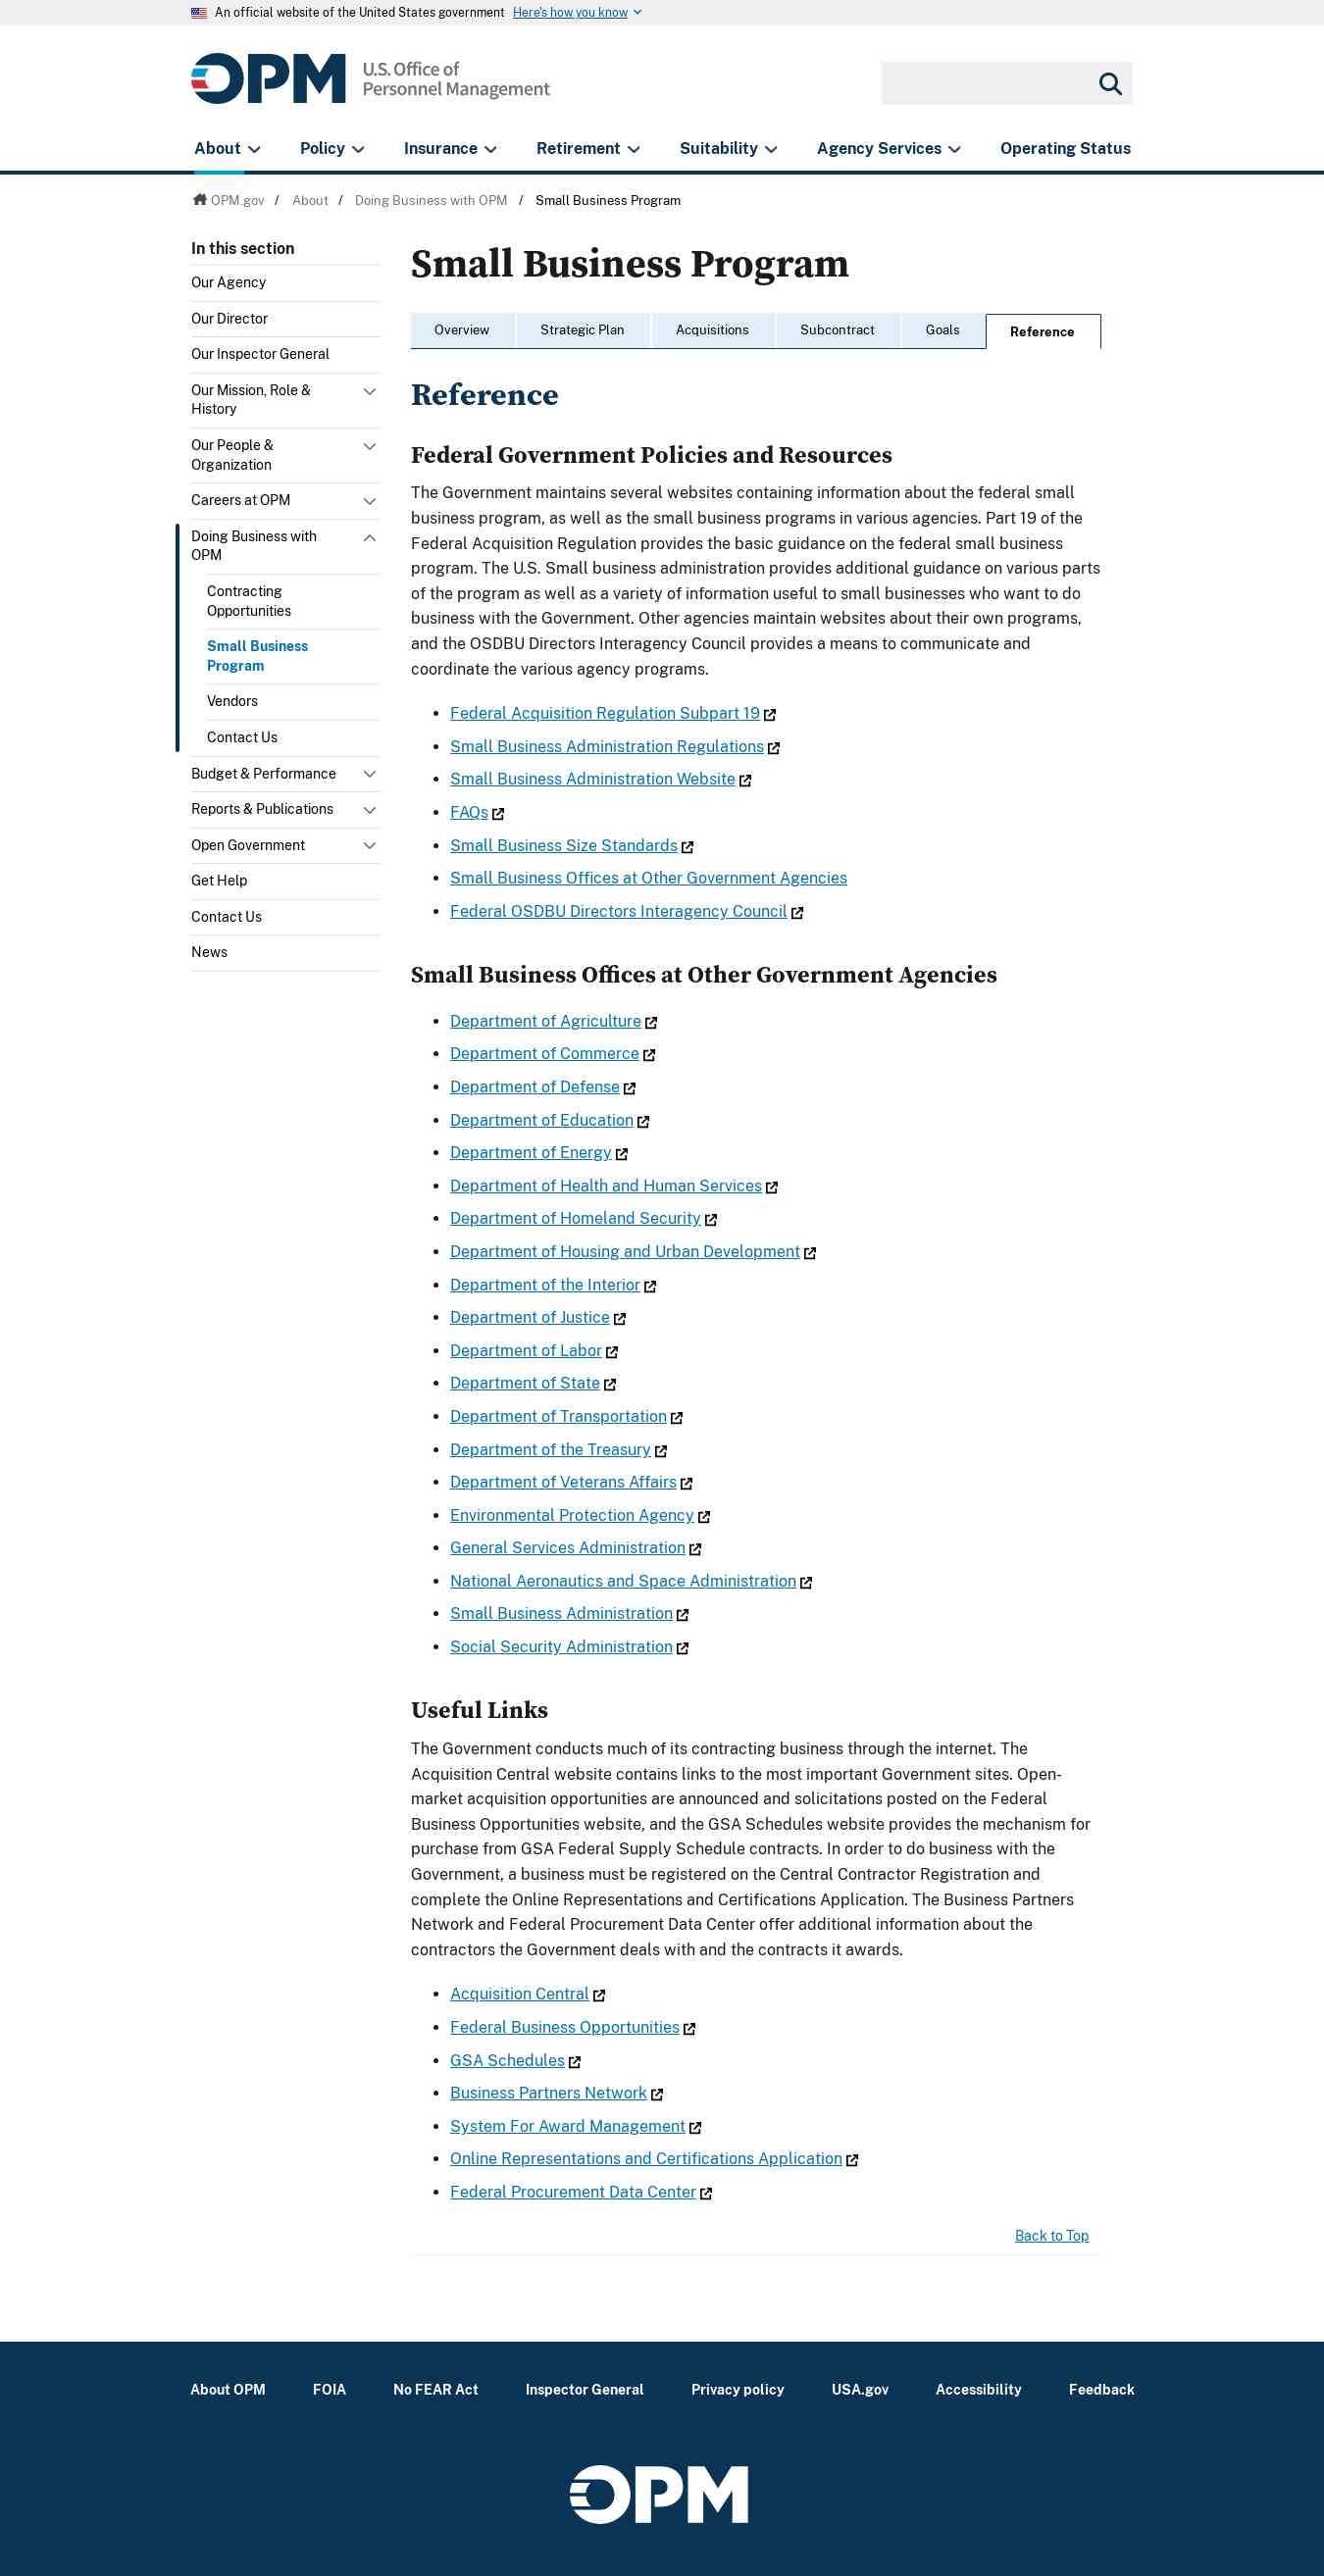 An official website of the United States government Here's how you know
OPM U.S. Office of
Personnel Management
About Policy Insurance Retirement Suitability Agency Services Operating Status
OPM.gov / About / Doing Business with OPM / Small Business Program
In this section
Our Agency
Our Director
Our Inspector General
Our Mission, Role &
History
Our People &
Organization
Careers at OPM
Doing Business with
OPM
Contracting
Opportunities
Small Business
Program
Vendors
Contact Us
Budget & Performance
Reports & Publications
Open Government
Get Help
Contact Us
News
Small Business Program
Overview Strategic Plan Acquisitions Subcontract Goals Reference
Reference
Federal Government Policies and Resources
The Government maintains several websites containing information about the federal small
business program, as well as the small business programs in various agencies. Part 19 of the
Federal Acquisition Regulation provides the basic guidance on the federal small business
program. The U.S. Small business administration provides additional guidance on various parts
of the program as well as a variety of information useful to small businesses who want to do
business with the Government. Other agencies maintain websites about their own programs,
and the OSDBU Directors Interagency Council provides a means to communicate and
coordinate the various agency programs.
Federal Acquisition Regulation Subpart 19
Small Business Administration Regulations
Small Business Administration Website
FAQs
Small Business Size Standards
Small Business Offices at Other Government Agencies
Federal OSDBU Directors Interagency Council
Small Business Offices at Other Government Agencies
Department of Agriculture
Department of Commerce
Department of Defense
Department of Education
Department of Energy
Department of Health and Human Services
Department of Homeland Security
Department of Housing and Urban Development
Department of the Interior
Department of Justice
Department of Labor
Department of State
Department of Transportation
Department of the Treasury
Department of Veterans Affairs
Environmental Protection Agency
General Services Administration
National Aeronautics and Space Administration
Small Business Administration
Social Security Administration
Useful Links
The Government conducts much of its contracting business through the internet. The
Acquisition Central website contains links to the most important Government sites. Open-
market acquisition opportunities are announced and solicitations posted on the Federal
Business Opportunities website, and the GSA Schedules website provides the mechanism for
purchase from GSA Federal Supply Schedule contracts. In order to do business with the
Government, a business must be registered on the Central Contractor Registration and
complete the Online Representations and Certifications Application. The Business Partners
Network and Federal Procurement Data Center offer additional information about the
contractors the Government deals with and the contracts it awards.
Acquisition Central
Federal Business Opportunities
GSA Schedules
Business Partners Network
System For Award Management
Online Representations and Certifications Application
Federal Procurement Data Center
Back to Top
About OPM FOIA No FEAR Act Inspector General Privacy policy USA.gov Accessibility Feedback
OPM